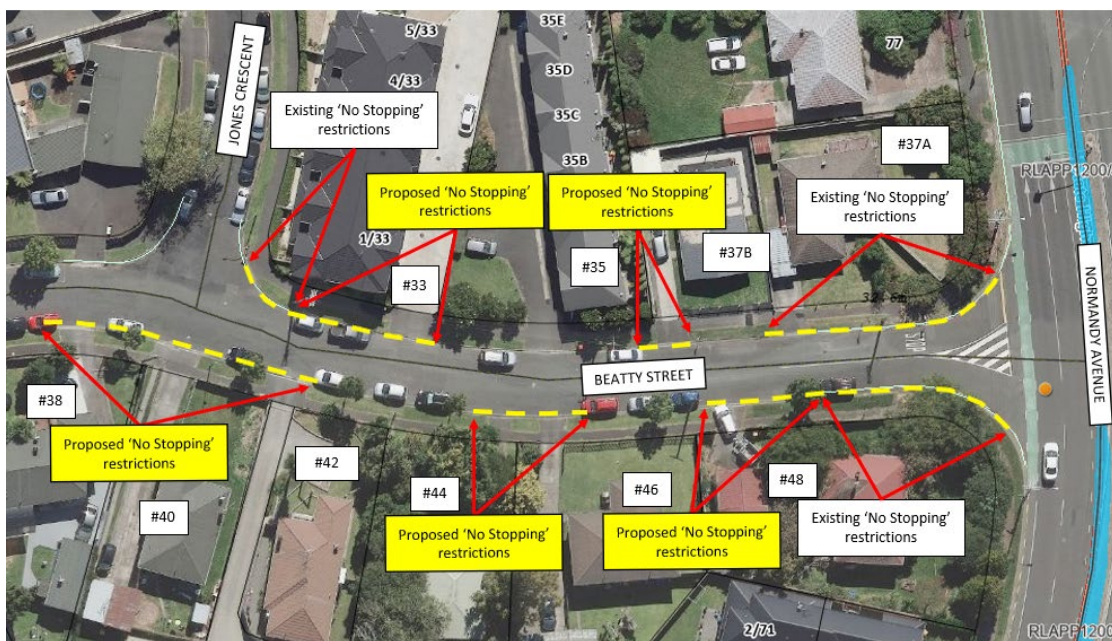 JONES CRESCENT
5/33
4/33
1/33
35E
35D
35C
35B
77
Existing 'No Stopping'
restrictions
Proposed 'No Stopping'
restrictions
Proposed 'No Stopping'
restrictions
Existing 'No Stopping'
restrictions
#37A
RLAPP1200/
#33
#35
#37B
NORMANDY AVENUE
STOP
BEATTY STREET
#38
Proposed 'No Stopping'
restrictions
#40
#42
#44
Proposed 'No Stopping'
restrictions
#46
Proposed 'No Stopping'
restrictions
#48
Existing 'No Stopping'
restrictions
2/71
RLAPP1200